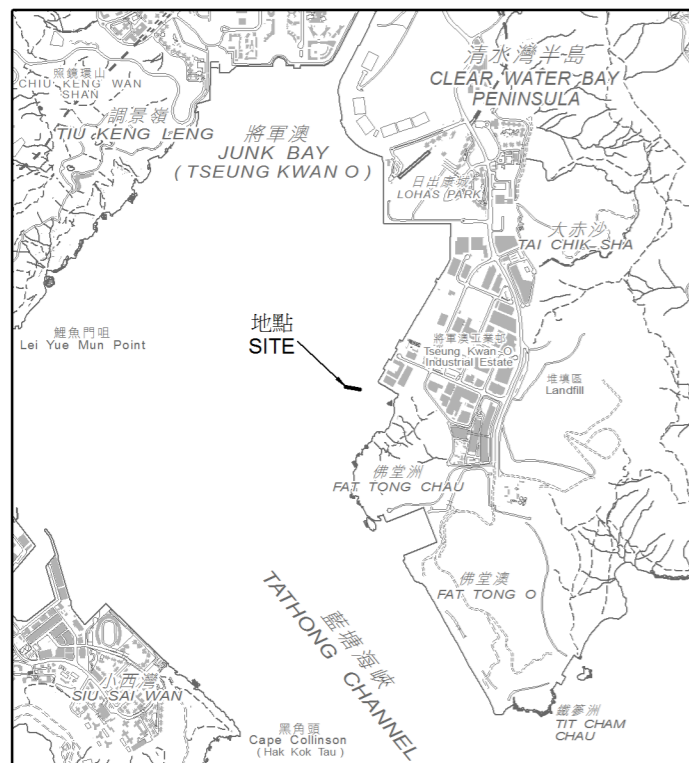 清水灣半島
CLEAR WATER BAY
PENINSULA
照鏡環山
CHIU KENG WAN
SHAN
調景嶺
TIU KENG LENG
將軍澳
JUNK BAY
( TSEUNG KWAN O )
日出康城
LOHAS PARK
大赤沙
TAI CHIK SHA
地點
SITE
鯉魚門咀
Lei Yue Mun Point
將軍澳工業邨
Tseung Kwan O
Industrial Estate
堆填區
Landfill
佛堂洲
FAT TONG CHAU
佛堂澳
FAT TONG O
藍塘海峽
TATHONG CHANNEL
小西灣
SIU SAI WAN
黑角頭
Cape Collinson
( Hak Kok Tau )
鐵篸洲
TIT CHAM
CHAU